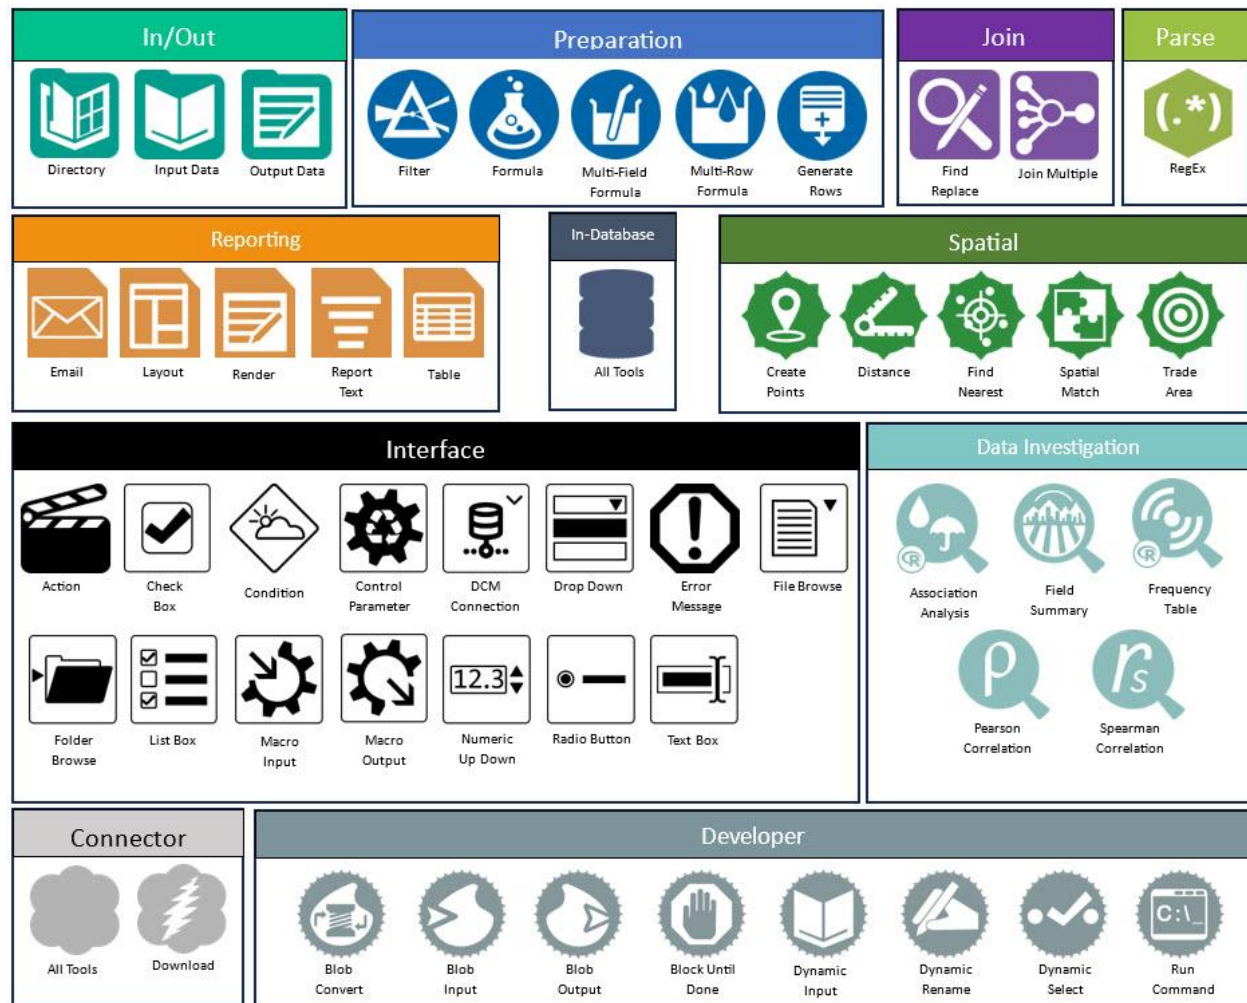 In/Out
Directory
Input Data
Output Data
Preparation
Filter
Formula
Multi-Field
Formula
Multi-Row
Formula
Generate
Rows
Join
Find
Replace
Join Multiple
Parse
(.*)
RegEx
Reporting
Email
Layout
Render
Report
Text
Table
In-Database
All Tools
Spatial
Create
Points
Distance
Find
Nearest
Spatial
Match
Trade
Area
Interface
Action
Check
Box
Condition
Control
Parameter
DCM
Connection
Drop Down
Error
Message
File Browse
Folder
Browse
List Box
Macro
Input
Macro
Output
12.3
Numeric
Up Down
Radio Button
Text Box
Data Investigation
R
Association
Analysis
Field
Summary
R
Frequency
Table
ρ
Pearson
Correlation
rs
Spearman
Correlation
Connector
All Tools
Download
Developer
Blob
Convert
Blob
Input
Blob
Output
Block Until
Done
Dynamic
Input
Dynamic
Rename
Dynamic
Select
C:\_
Run
Command